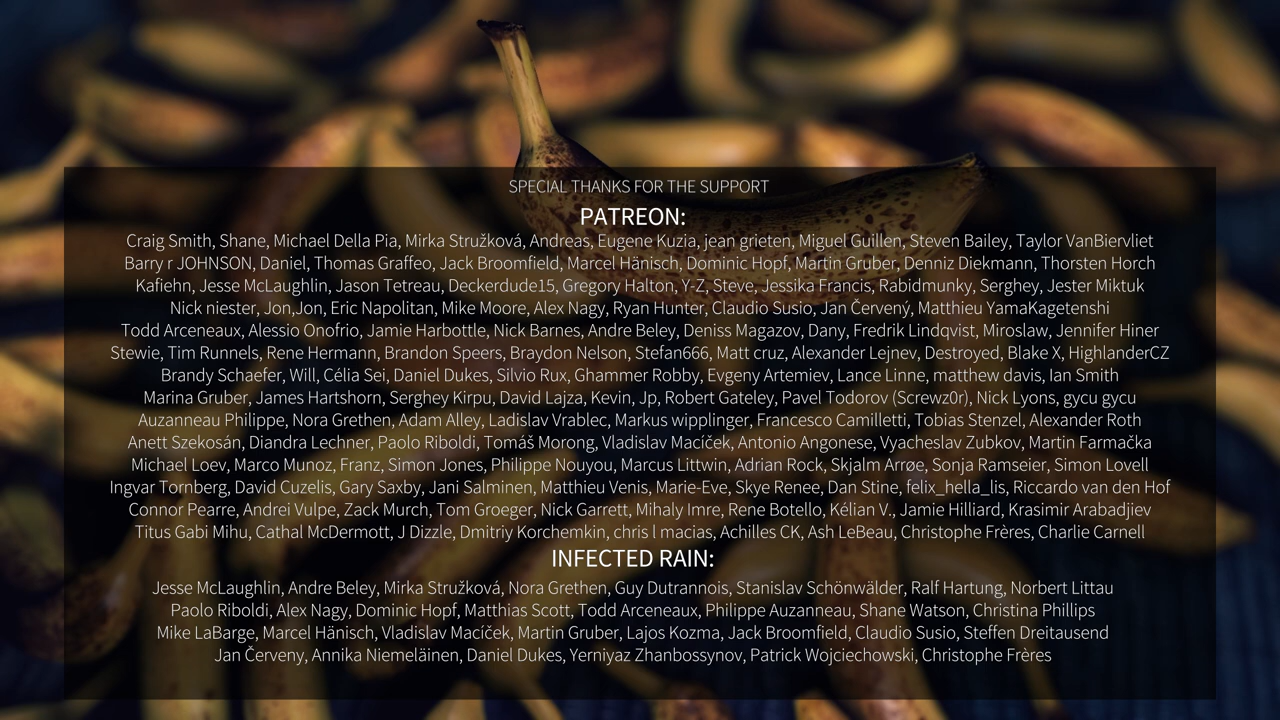 SPECIAL THANKS FOR THE SUPPORT
PATREON:
Craig Smith, Shane, Michael Della Pia, Mirka Stružková, Andreas, Eugene Kuzia, jean grieten, Miguel Guillen, Steven Bailey, Taylor VanBiervliet
Barry r JOHNSON, Daniel, Thomas Graffeo, Jack Broomfield, Marcel Hänisch, Dominic Hopf, Martin Gruber, Denniz Diekmann, Thorsten Horch
Kafiehn, Jesse McLaughlin, Jason Tetreau, Deckerdude15, Gregory Halton, Y-Z, Steve, Jessika Francis, Rabidmunky, Serghey, Jester Miktuk
Nick niester, Jon,Jon, Eric Napolitan, Mike Moore, Alex Nagy, Ryan Hunter, Claudio Susio, Jan Červený, Matthieu YamaKagetenshi
Todd Arceneaux, Alessio Onofrio, Jamie Harbottle, Nick Barnes, Andre Beley, Deniss Magazov, Dany, Fredrik Lindqvist, Miroslaw, Jennifer Hiner
Stewie, Tim Runnels, Rene Hermann, Brandon Speers, Braydon Nelson, Stefan666, Matt cruz, Alexander Lejnev, Destroyed, Blake X, HighlanderCZ
Brandy Schaefer, Will, Célia Sei, Daniel Dukes, Silvio Rux, Ghammer Robby, Evgeny Artemiev, Lance Linne, matthew davis, Ian Smith
Marina Gruber, James Hartshorn, Serghey Kirpu, David Lajza, Kevin, Jp, Robert Gateley, Pavel Todorov (Screwz0r), Nick Lyons, gycu gycu
Auzanneau Philippe, Nora Grethen, Adam Alley, Ladislav Vrablec, Markus wipplinger, Francesco Camilletti, Tobias Stenzel, Alexander Roth
Anett Szekosán, Diandra Lechner, Paolo Riboldi, Tomáš Morong, Vladislav Macíček, Antonio Angonese, Vyacheslav Zubkov, Martin Farmačka
Michael Loev, Marco Munoz, Franz, Simon Jones, Philippe Nouyou, Marcus Littwin, Adrian Rock, Skjalm Arrøe, Sonja Ramseier, Simon Lovell
Ingvar Tornberg, David Cuzelis, Gary Saxby, Jani Salminen, Matthieu Venis, Marie-Eve, Skye Renee, Dan Stine, felix_hella_lis, Riccardo van den Hof
Connor Pearre, Andrei Vulpe, Zack Murch, Tom Groeger, Nick Garrett, Mihaly Imre, Rene Botello, Kélian V., Jamie Hilliard, Krasimir Arabadjiev
Titus Gabi Mihu, Cathal McDermott, J Dizzle, Dmitriy Korchemkin, chris l macias, Achilles CK, Ash LeBeau, Christophe Frères, Charlie Carnell
INFECTED RAIN:
Jesse McLaughlin, Andre Beley, Mirka Stružková, Nora Grethen, Guy Dutrannois, Stanislav Schönwälder, Ralf Hartung, Norbert Littau
Paolo Riboldi, Alex Nagy, Dominic Hopf, Matthias Scott, Todd Arceneaux, Philippe Auzanneau, Shane Watson, Christina Phillips
Mike LaBarge, Marcel Hänisch, Vladislav Macíček, Martin Gruber, Lajos Kozma, Jack Broomfield, Claudio Susio, Steffen Dreitausend
Jan Červeny, Annika Niemeläinen, Daniel Dukes, Yerniyaz Zhanbossynov, Patrick Wojciechowski, Christophe Frères